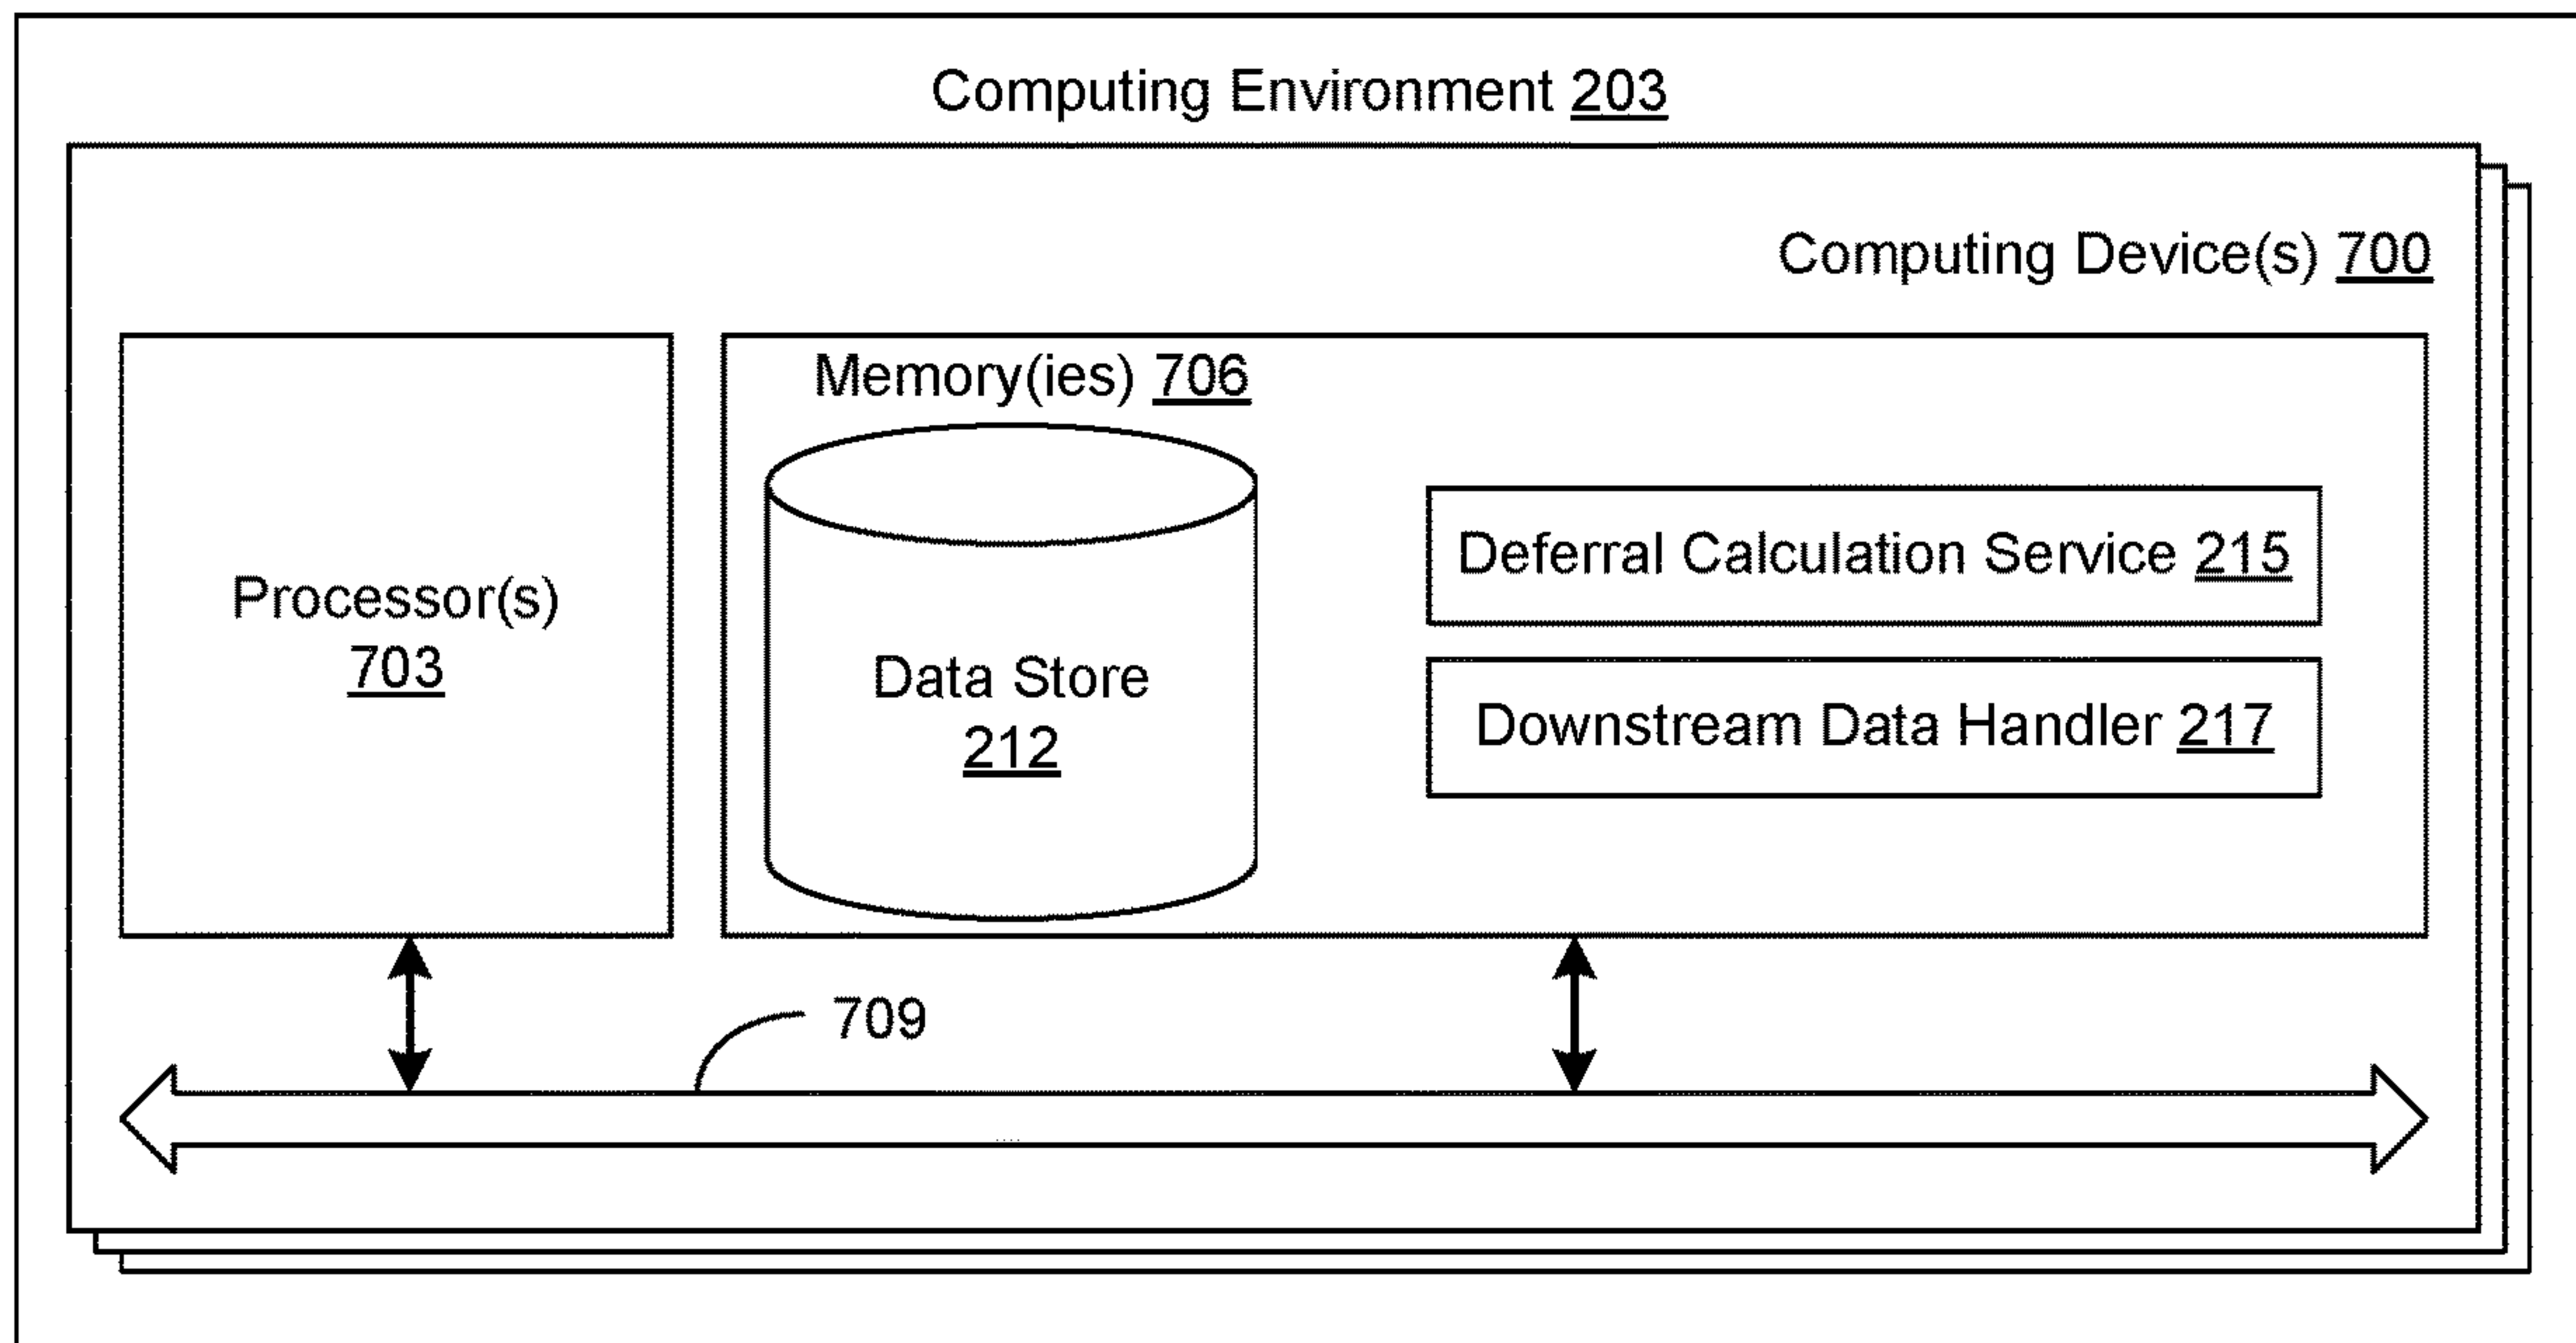 Computing Environment 203
Computing Device(s) 700
Memory(ies) 706
Processor(s)
703
Data Store
212
Deferral Calculation Service 215
Downstream Data Handler 217
709